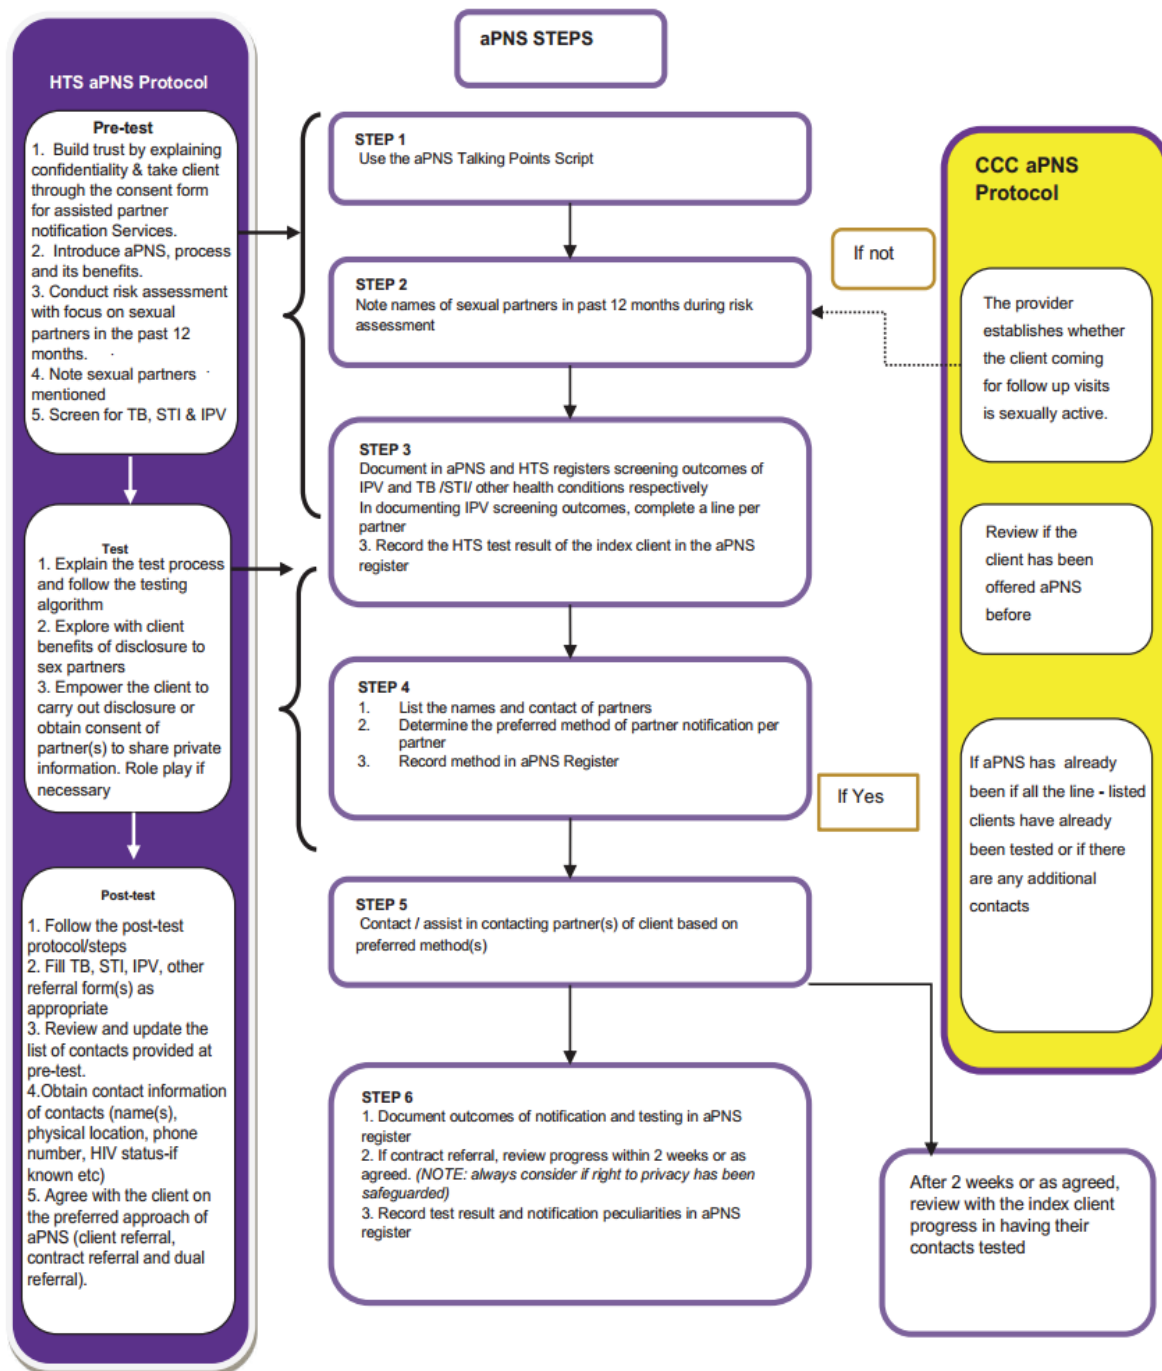 aPNS STEPS
HTS aPNS Protocol
Pre-test
1. Build trust by explaining
confidentiality & take client
through the consent form
for assisted partner
notification Services.
2. Introduce aPNS, process
and its benefits.
3. Conduct risk assessment
with focus on sexual
partners in the past 12
months.
4. Note sexual partners
mentioned
5. Screen for TB, STI & IPV
Test
1. Explain the test process
and follow the testing
algorithm
2. Explore with client
benefits of disclosure to
sex partners
3. Empower the client to
carry out disclosure or
obtain consent of
partner(s) to share private
information. Role play if
necessary
Post-test
1. Follow the post-test
protocol/steps
2. Fill TB, STI, IPV, other
referral form(s) as
appropriate
3. Review and update the
list of contacts provided at
pre-test.
4.Obtain contact information
of contacts (name(s),
physical location, phone
number, HIV status-if
known etc)
5. Agree with the client on
the preferred approach of
aPNS (client referral,
contract referral and dual
referral).
STEP 1
Use the aPNS Talking Points Script
STEP 2
Note names of sexual partners in past 12 months during risk
assessment
STEP 3
Document in aPNS and HTS registers screening outcomes of
IPV and TB /STI/ other health conditions respectively
In documenting IPV screening outcomes, complete a line per
partner
3. Record the HTS test result of the index client in the aPNS
register
STEP 4
1. List the names and contact of partners
2. Determine the preferred method of partner notification per
partner
3. Record method in aPNS Register
STEP 5
Contact / assist in contacting partner(s) of client based on
preferred method(s)
STEP 6
1. Document outcomes of notification and testing in aPNS
register
2. If contract referral, review progress within 2 weeks or as
agreed. (NOTE: always consider if right to privacy has been
safeguarded)
3. Record test result and notification peculiarities in aPNS
register
If not
If Yes
CCC aPNS
Protocol
The provider
establishes whether
the client coming
for follow up visits
is sexually active.
Review if the
client has been
offered aPNS
before
If aPNS has already
been if all the line - listed
clients have already
been tested or if there
are any additional
contacts
After 2 weeks or as agreed,
review with the index client
progress in having their
contacts tested